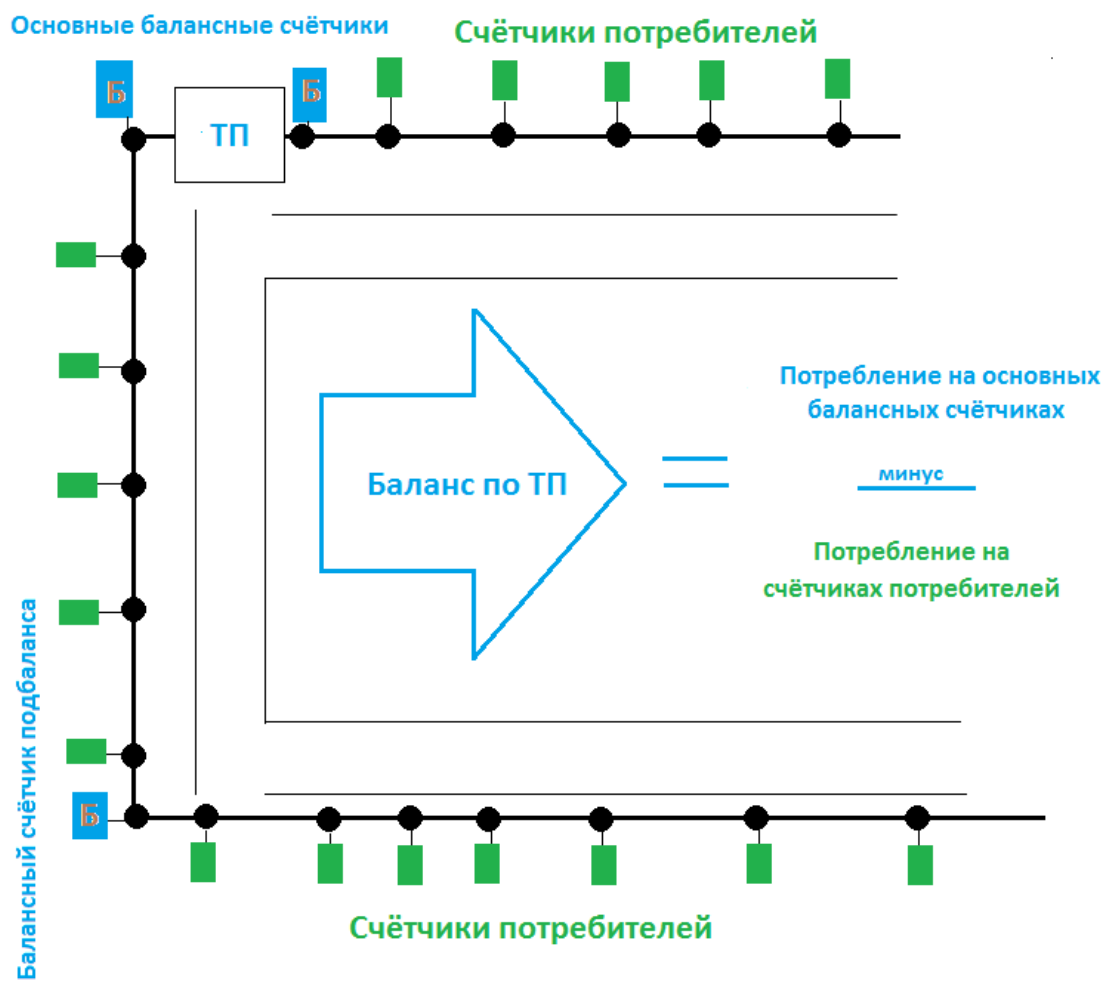 Основные балансные счётчики
Счётчики потребителей
Б
Б
ТП
Потребление на основных
балансных счётчиках
Баланс по ТП
минус
Потребление на
счётчиках потребителей
Балансный счётчик подбаланса
Б
Счётчики потребителей